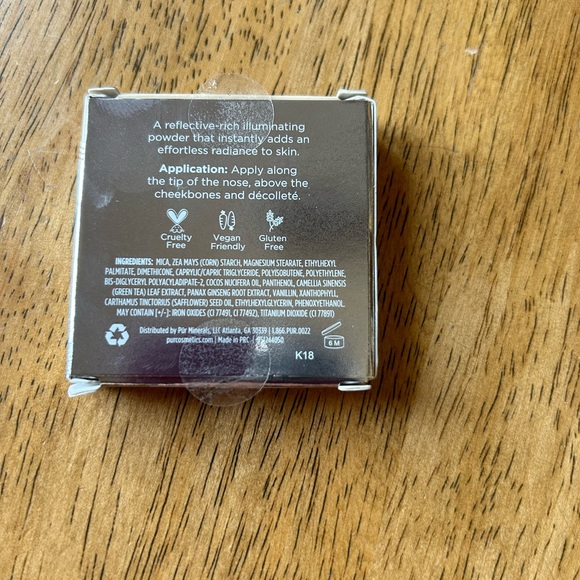 A reflective-rich illuminating
powder that instantly adds an
effortless radiance to skin.
Application: Apply along
the tip of the nose, above the
cheekbones and décolleté.
Cruelty Free
Vegan Friendly
Gluten Free
INGREDIENTS: MICA, ZEA MAYS (CORN) STARCH, MAGNESIUM STEARATE, ETHYLHEXYL
PALMITATE, DIMETHICONE, CAPRYLIC/CAPRIC TRIGLYCERIDE, POLYISOBUTENE, POLYETHYLENE,
BIS-DIGLYCERYL POLYACYLADIPATE-2, COCOS NUCIFERA OIL, PANTHENOL, CAMELLIA SINENSIS
(GREEN TEA) LEAF EXTRACT, PANAX GINSENG ROOT EXTRACT, VANILLIN, XANTHOPHYLL,
CARTHAMUS TINCTORIUS (SAFFLOWER) SEED OIL, ETHYLHEXYLGLYCERIN, PHENOXYETHANOL.
MAY CONTAIN [+/-]: IRON OXIDES (CI 77491, CI 77492), TITANIUM DIOXIDE (CI 77891)
Distributed by Pür Minerals, LLC Atlanta, GA 30339 | 1.866.PUR.0022
purcosmetics.com | Made in PRC |
6 M
K18